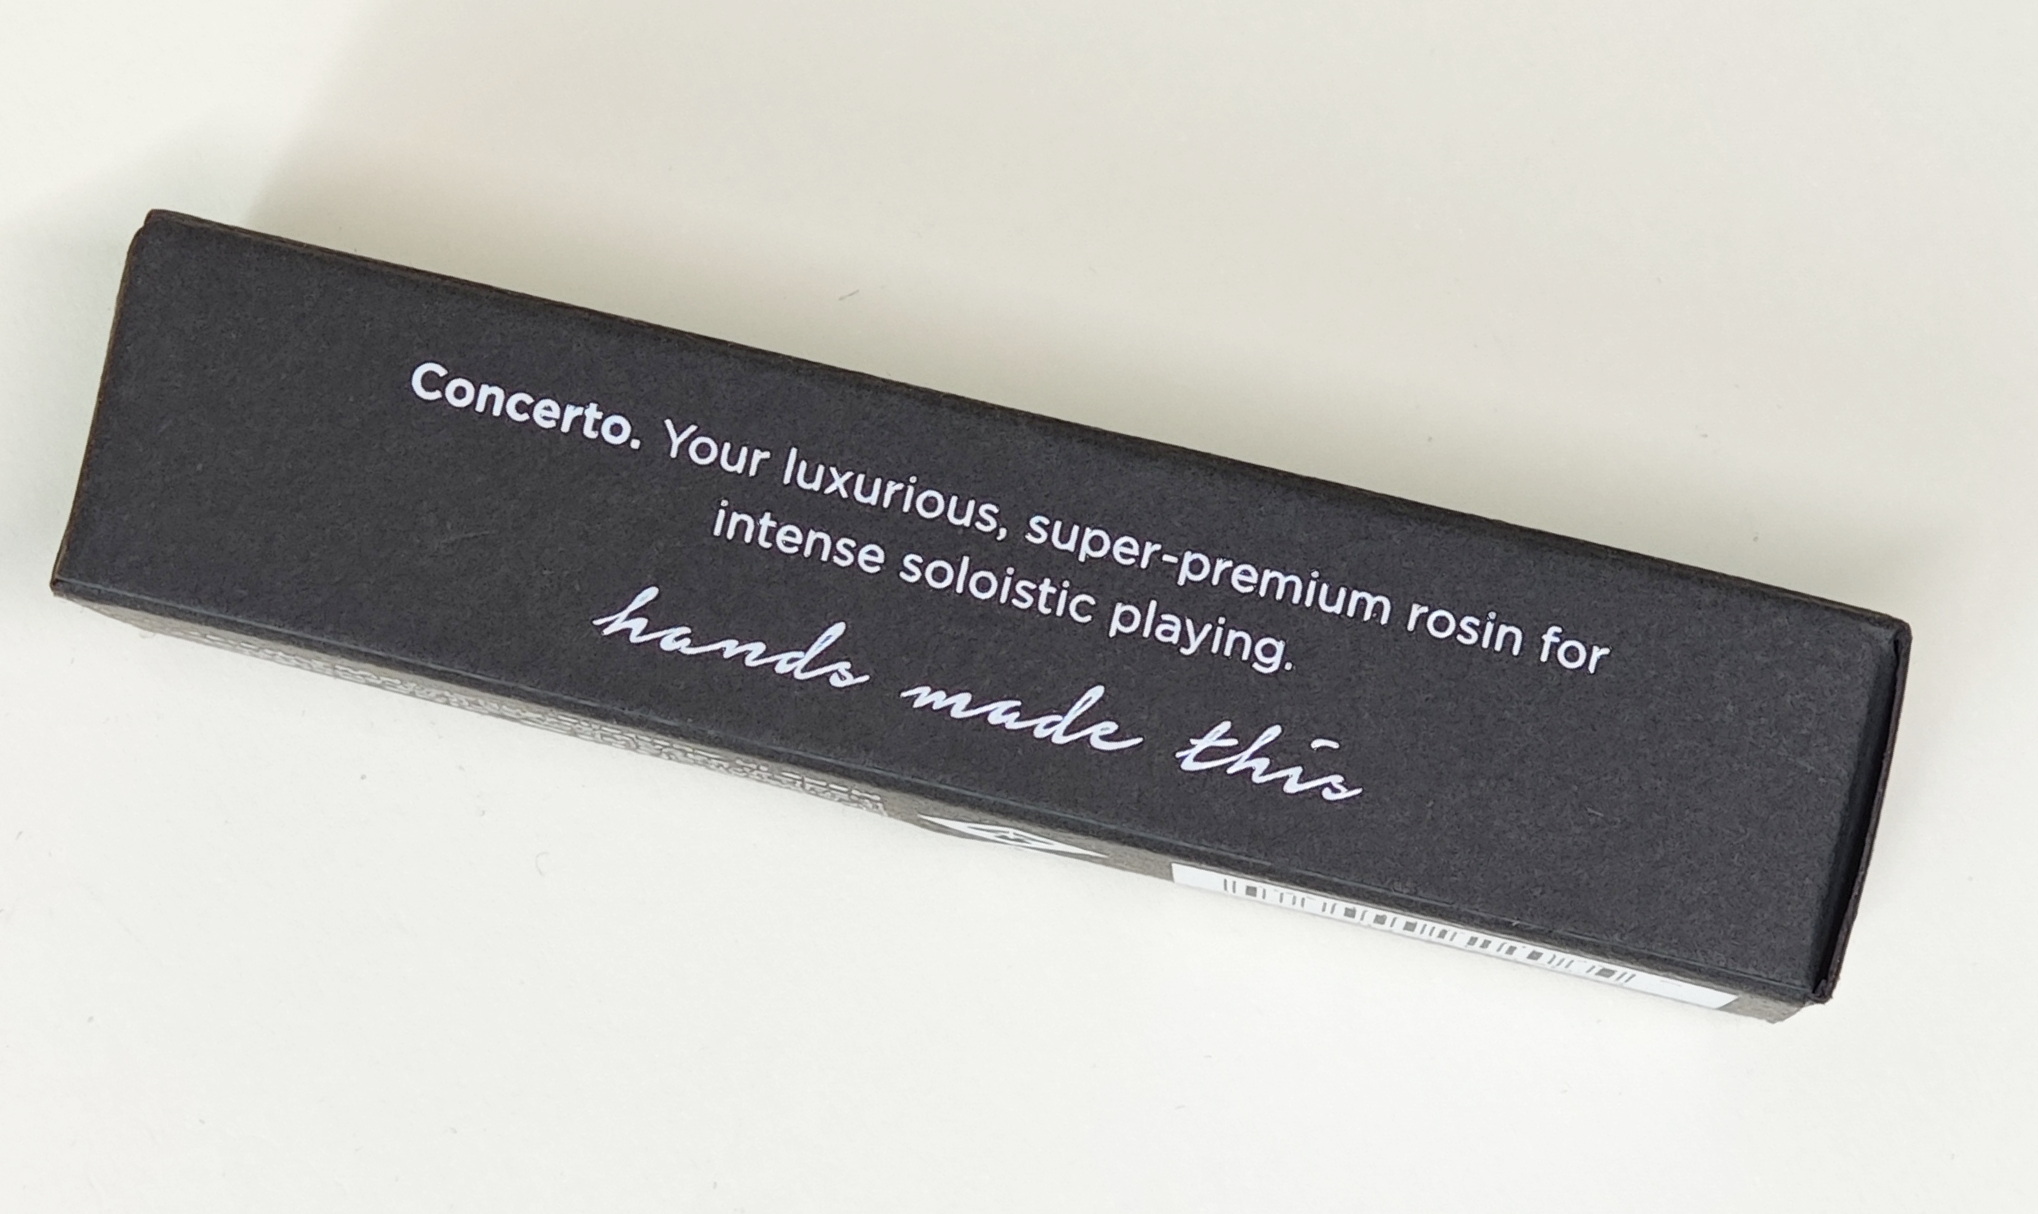 Concerto. Your luxurious, super-premium rosin for
intense soloistic playing.
hands made this